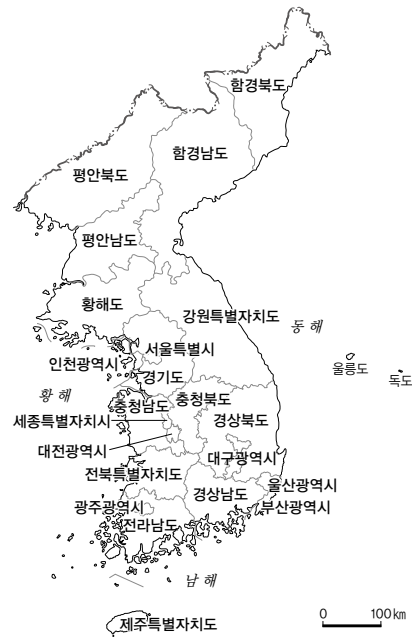 함경북도
함경남도
평안북도
평안남도
황해도
강원특별자치도
동해
서울특별시
인천광역시
경기도
울릉도
독도
황해
충청남도
충청북도
세종특별자치시
경상북도
대전광역시
대구광역시
전북특별자치도
울산광역시
경상남도
광주광역시
부산광역시
전라남도
남해
제주특별자치도
0 100km